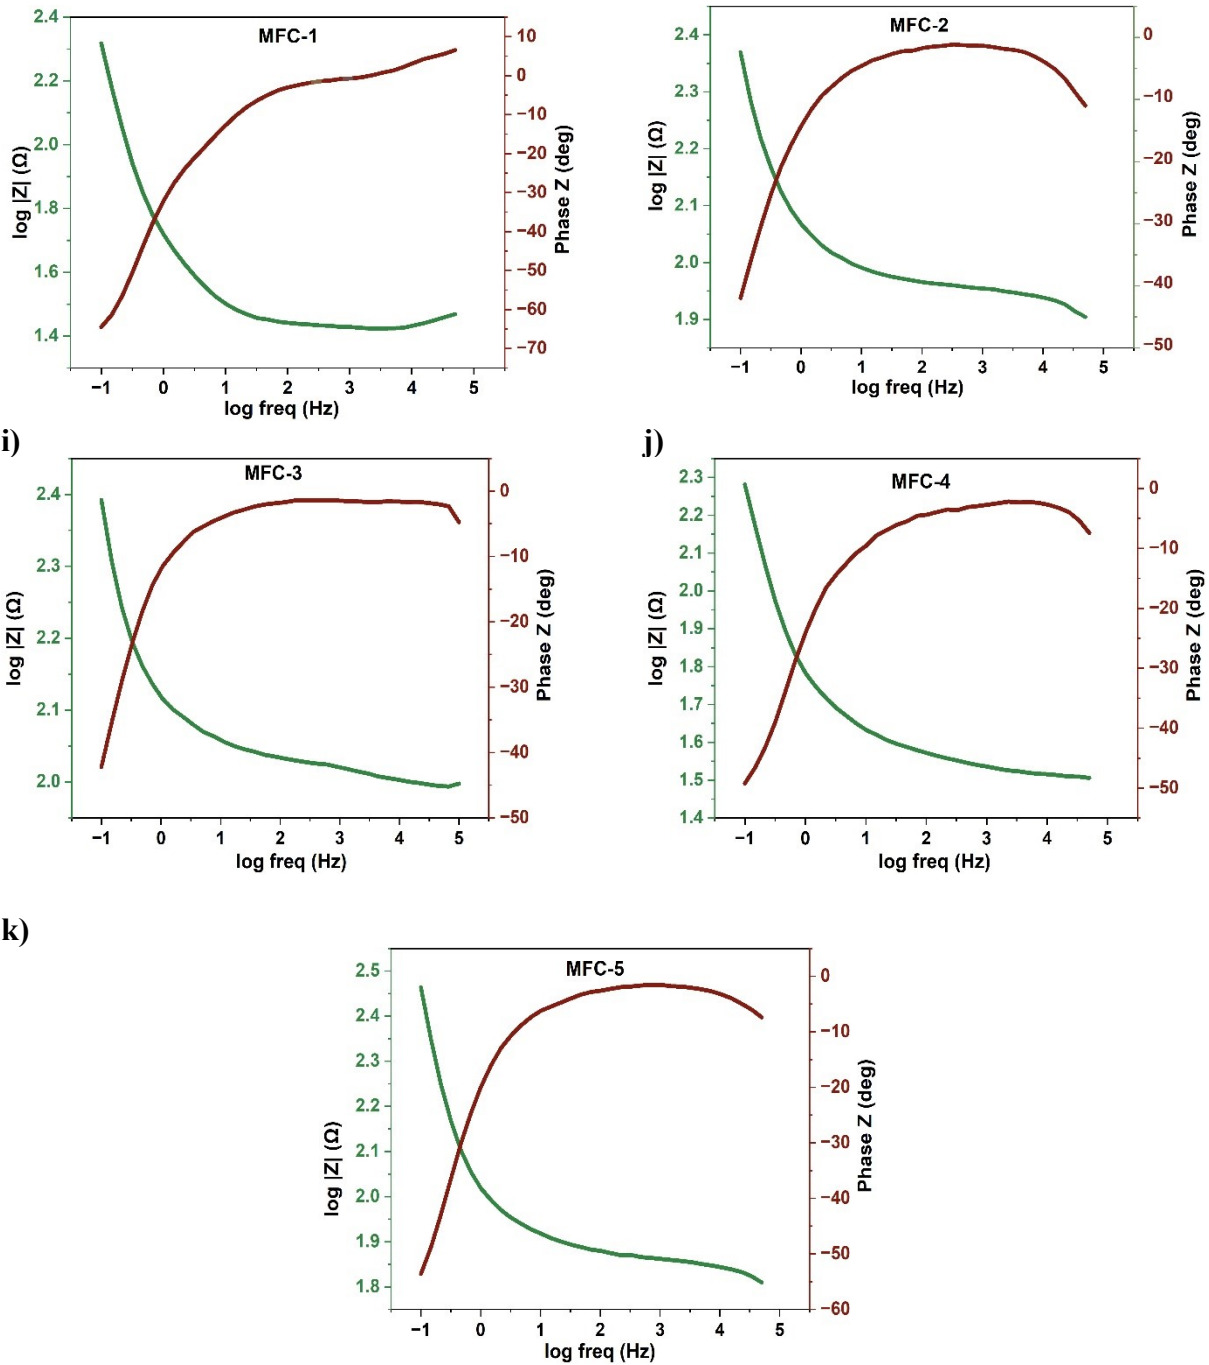 MFC-1
log |Z| (Ω)
2.4
2.2
2.0
1.8
1.6
1.4
10
0
−10
−20
−30
−40
−50
−60
−70
Phase Z (deg)
−1 0 1 2 3 4 5
log freq (Hz)
MFC-2
log |Z| (Ω)
2.4
2.3
2.2
2.1
2.0
1.9
0
−10
−20
−30
−40
−50
Phase Z (deg)
−1 0 1 2 3 4 5
log freq (Hz)
i)
MFC-3
log |Z| (Ω)
2.4
2.3
2.2
2.1
2.0
0
−10
−20
−30
−40
−50
Phase Z (deg)
−1 0 1 2 3 4 5
log freq (Hz)
j)
MFC-4
log |Z| (Ω)
2.3
2.2
2.1
2.0
1.9
1.8
1.7
1.6
1.5
1.4
0
−10
−20
−30
−40
−50
Phase Z (deg)
−1 0 1 2 3 4 5
log freq (Hz)
k)
MFC-5
log |Z| (Ω)
2.5
2.4
2.3
2.2
2.1
2.0
1.9
1.8
0
−10
−20
−30
−40
−50
−60
Phase Z (deg)
−1 0 1 2 3 4 5
log freq (Hz)